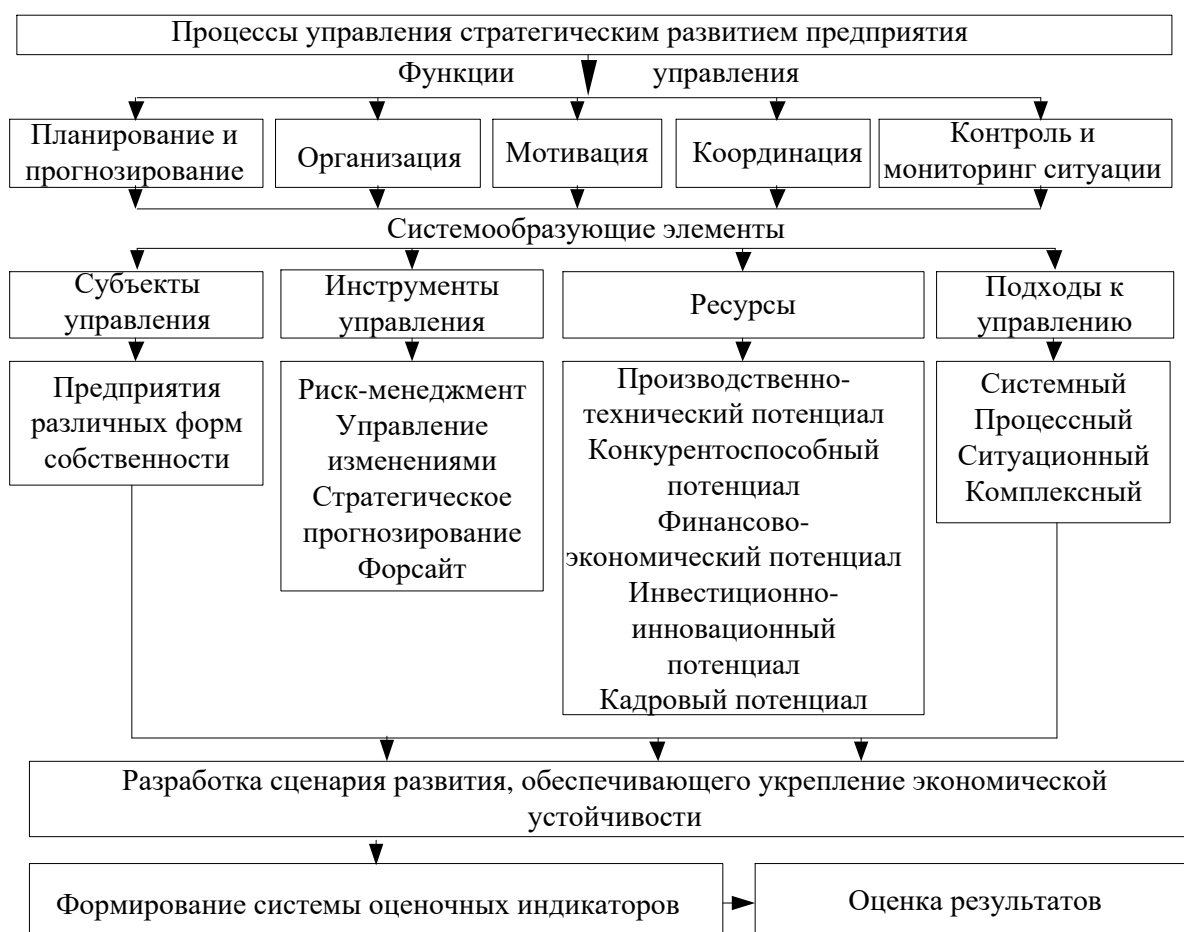 Процессы управления стратегическим развитием предприятия
Функции управления
Планирование и
прогнозирование
Организация
Мотивация
Координация
Контроль и
мониторинг ситуации
Системообразующие элементы
Субъекты
управления
Инструменты
управления
Ресурсы
Подходы к
управлению
Предприятия
различных форм
собственности
Риск-менеджмент
Управление
изменениями
Стратегическое
прогнозирование
Форсайт
Производственно-
технический потенциал
Конкурентоспособный
потенциал
Финансово-
экономический потенциал
Инвестиционно-
инновационный
потенциал
Кадровый потенциал
Системный
Процессный
Ситуационный
Комплексный
Разработка сценария развития, обеспечивающего укрепление экономической
устойчивости
Формирование системы оценочных индикаторов
Оценка результатов